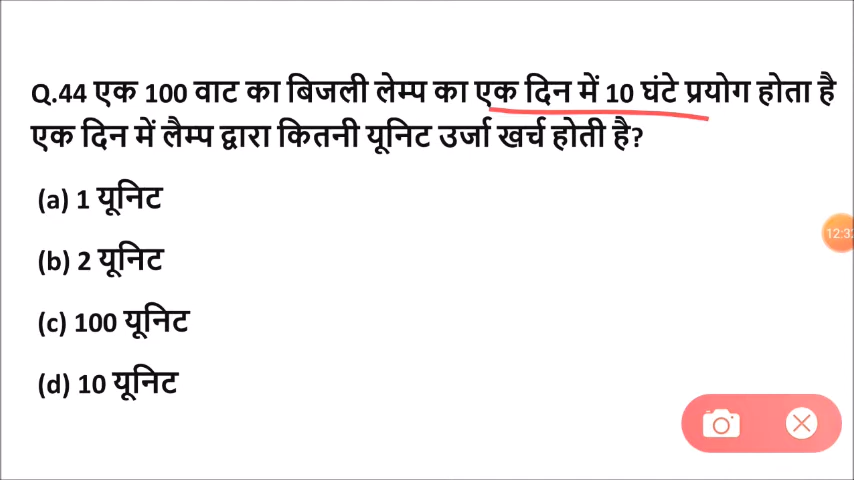 Q.44 एक 100 वाट का बिजली लेम्प का एक दिन में 10 घंटे प्रयोग होता है
एक दिन में लैम्प द्वारा कितनी यूनिट उर्जा खर्च होती है?
(a) 1 यूनिट
(b) 2 यूनिट
(c) 100 यूनिट
(d) 10 यूनिट